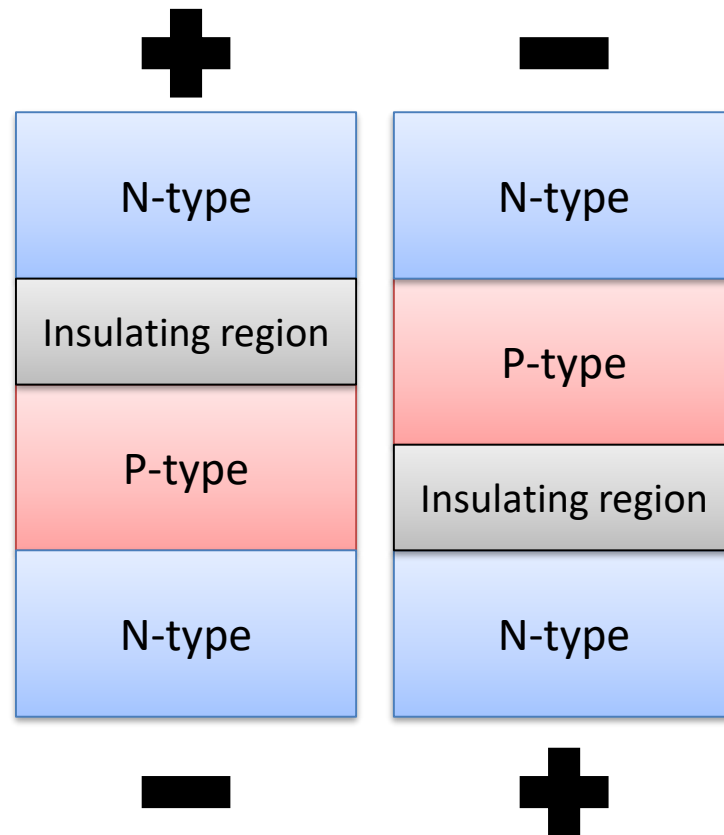 +
N-type
Insulating region
P-type
N-type
−
−
N-type
P-type
Insulating region
N-type
+